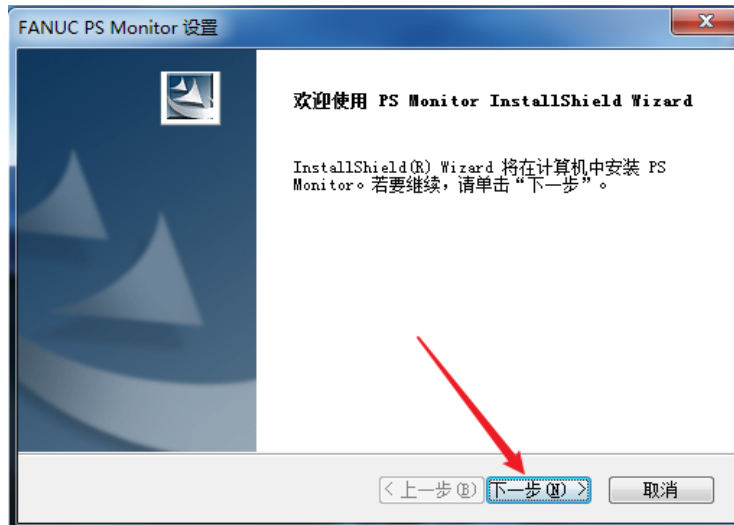 FANUC PS Monitor 设置
欢迎使用 PS Monitor InstallShield Wizard
InstallShield(R) Wizard 将在计算机中安装 PS
Monitor。若要继续，请单击“下一步”。
< 上一步(B) 下一步(N) > 取消